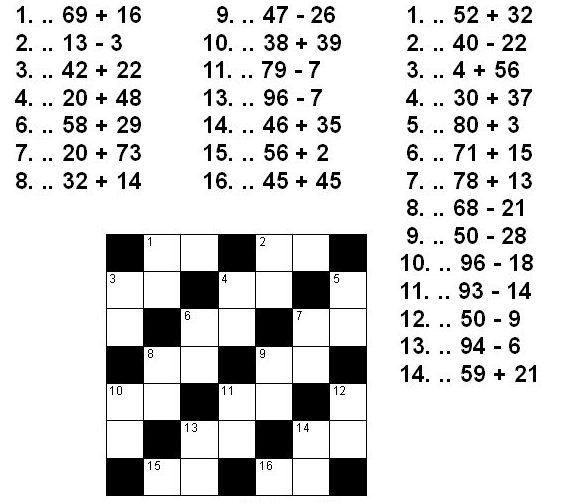 1. .. 69 + 16
2. .. 13 - 3
3. .. 42 + 22
4. .. 20 + 48
6. .. 58 + 29
7. .. 20 + 73
8. .. 32 + 14
9. .. 47 - 26
10. .. 38 + 39
11. .. 79 - 7
13. .. 96 - 7
14. .. 46 + 35
15. .. 56 + 2
16. .. 45 + 45
1. .. 52 + 32
2. .. 40 - 22
3. .. 4 + 56
4. .. 30 + 37
5. .. 80 + 3
6. .. 71 + 15
7. .. 78 + 13
8. .. 68 - 21
9. .. 50 - 28
10. .. 96 - 18
11. .. 93 - 14
12. .. 50 - 9
13. .. 94 - 6
14. .. 59 + 21
1 2
3 4 5
6 7
8 9
10 11 12
13 14
15 16